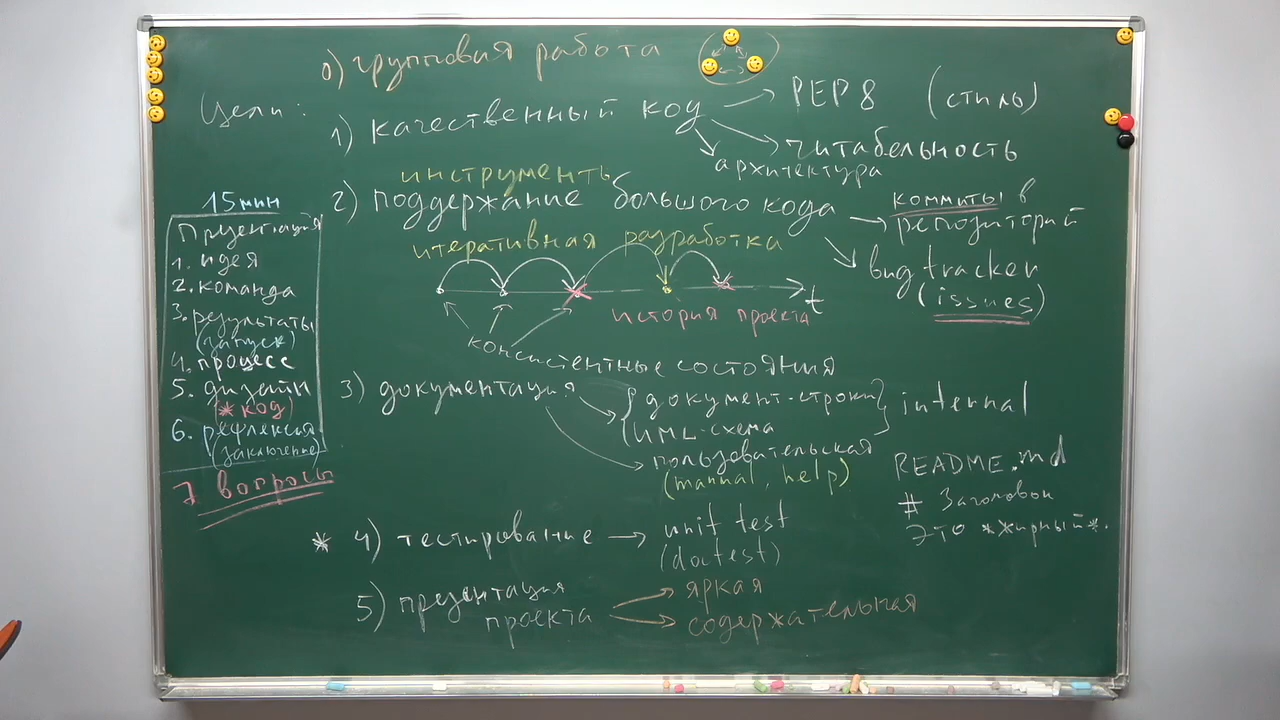 0) групповая работа
Цели:
1) качественный код
PEP8 (стиль)
читабельность
архитектура
инструменты
2) поддержание большого кода
коммиты в
репозиторий
bug tracker
(issues)
итеративная разработка
t
история проекта
консистентные состояния
3) документация
документ-строки
UML-схема
internal
пользовательская
(manual, help)
README.md
# Заголовок
Это **жирный**.
* 4) тестирование
unit test
(doctest)
5) презентация
проекта
яркая
содержательная
15 мин
Презентация
1. идея
2. команда
3. результаты
(запуск)
4. процесс
5. дизайн
(*код)
6. рефлексия
(заключение)
7 вопросы